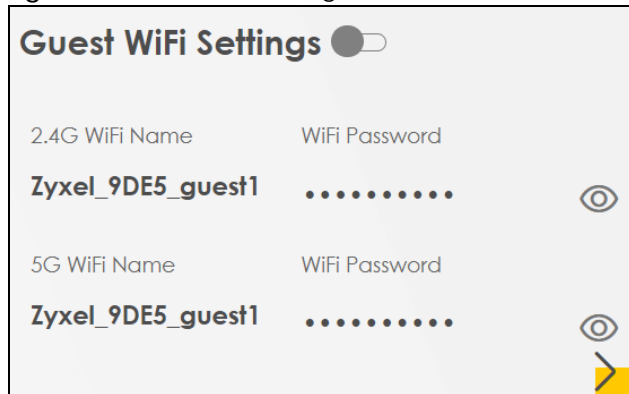 Guest WiFi Settings
2.4G WiFi Name WiFi Password
Zyxel_9DE5_guest1 ••••••••••
5G WiFi Name WiFi Password
Zyxel_9DE5_guest1 ••••••••••